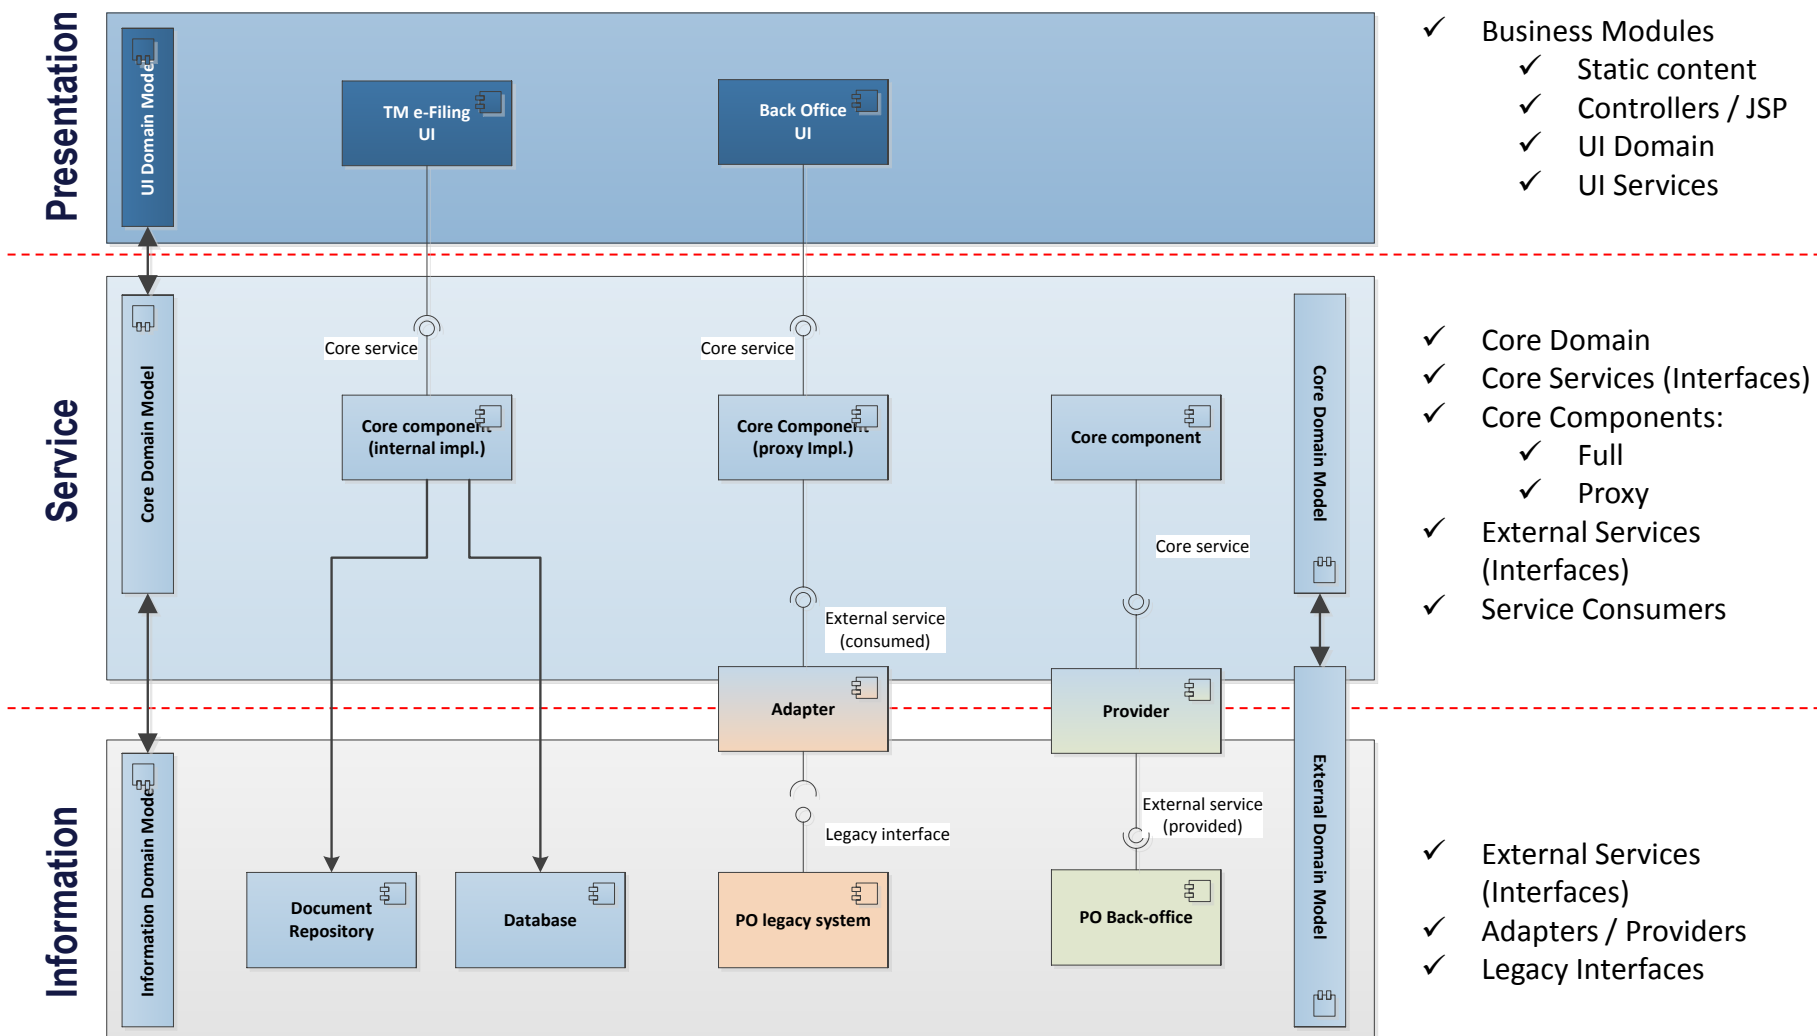 Presentation
UI Domain Model
TM e-Filing
UI
Back Office
UI
✓ Business Modules
✓ Static content
✓ Controllers / JSP
✓ UI Domain
✓ UI Services
Service
Core Domain Model
Core service
Core service
Core component
(internal impl.)
Core Component
(proxy Impl.)
Core component
Core service
External service
(consumed)
Core Domain Model
✓ Core Domain
✓ Core Services (Interfaces)
✓ Core Components:
✓ Full
✓ Proxy
✓ External Services
(Interfaces)
✓ Service Consumers
Adapter
Provider
Information
Information Domain Model
External service
(provided)
Legacy interface
Document
Repository
Database
PO legacy system
PO Back-office
External Domain Model
✓ External Services
(Interfaces)
✓ Adapters / Providers
✓ Legacy Interfaces